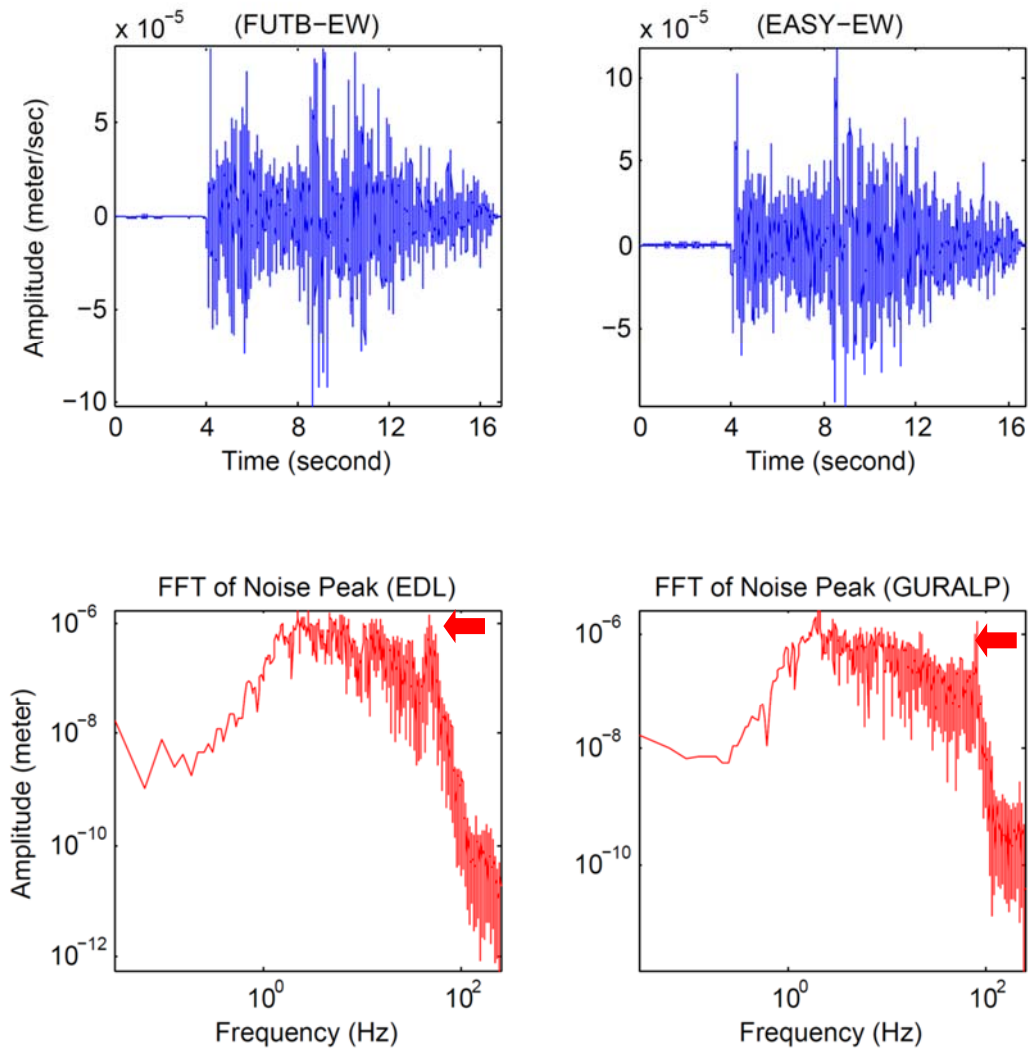 x 10−5 (FUTB−EW)
5
0
−5
−10
Amplitude (meter/sec)
0 4 8 12 16
Time (second)
x 10−5 (EASY−EW)
10
5
0
−5
0 4 8 12 16
Time (second)
FFT of Noise Peak (EDL)
10−6
10−8
10−10
10−12
Amplitude (meter)
100 102
Frequency (Hz)
FFT of Noise Peak (GURALP)
10−6
10−8
10−10
100 102
Frequency (Hz)